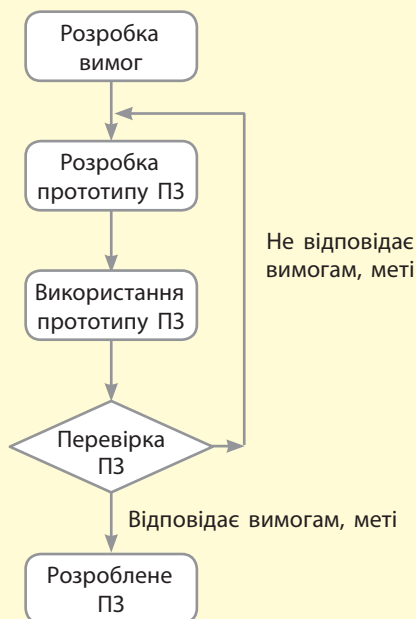 Розробка
вимог
Розробка
прототипу ПЗ
Не відповідає
вимогам, меті
Використання
прототипу ПЗ
Перевірка
ПЗ
Відповідає вимогам, меті
Розроблене
ПЗ